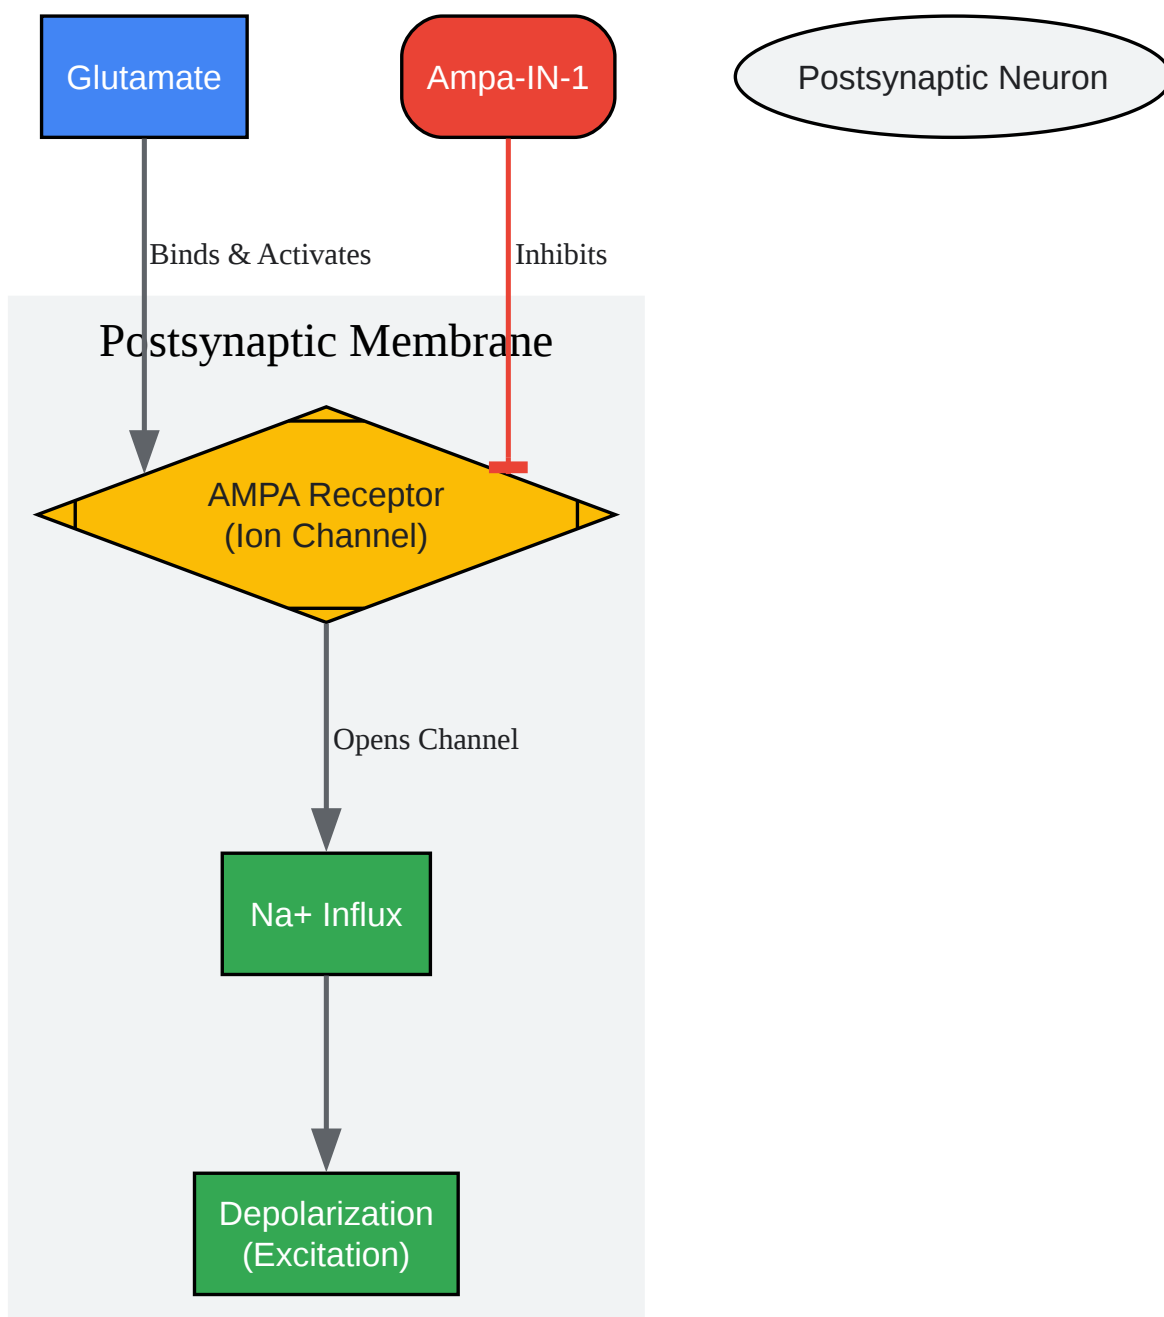 Glutamate
Ampa-IN-1
Postsynaptic Neuron
Binds & Activates
Inhibits
Postsynaptic Membrane
AMPA Receptor
(Ion Channel)
Opens Channel
Na+ Influx
Depolarization
(Excitation)